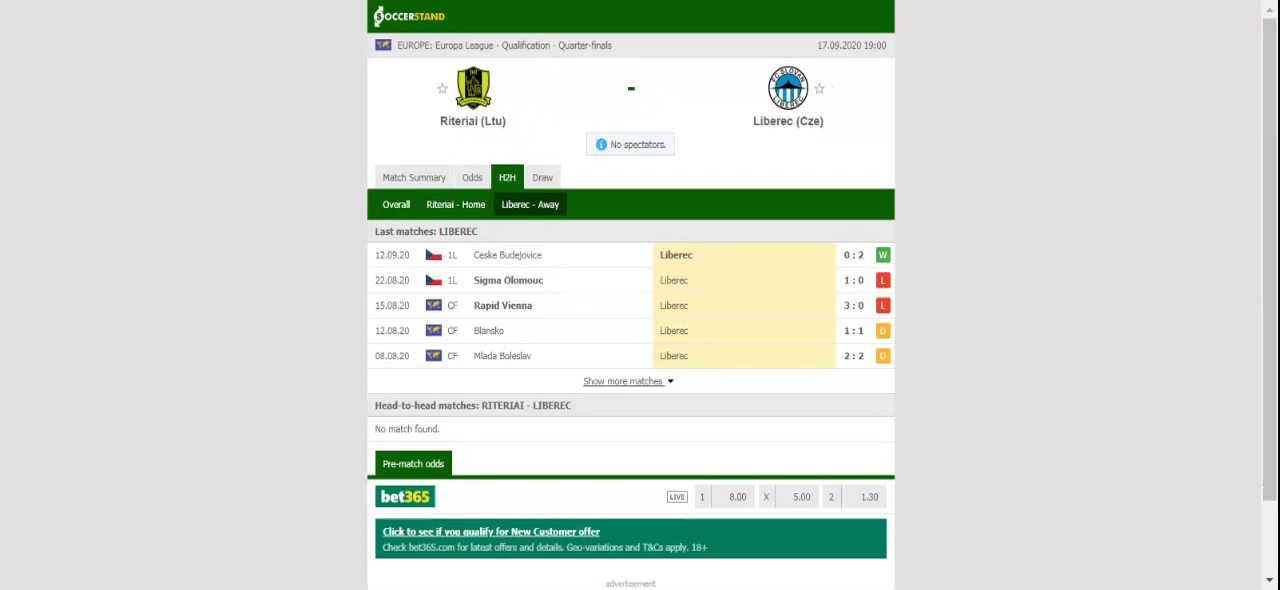 SOCCERSTAND
EUROPE: Europa League - Qualification - Quarter-finals 17.09.2020 19:00
Riteriai (Ltu) - Liberec (Cze)
FC SLOVAN LIBEREC
No spectators.
Match Summary Odds H2H Draw
Overall Riteriai - Home Liberec - Away
Last matches: LIBEREC
12.09.20 1L Ceske Budejovice Liberec 0 : 2 W
22.08.20 1L Sigma Olomouc Liberec 1 : 0 L
15.08.20 CF Rapid Vienna Liberec 3 : 0 L
12.08.20 CF Blansko Liberec 1 : 1 D
08.08.20 CF Mlada Boleslav Liberec 2 : 2 D
Show more matches
Head-to-head matches: RITERIAI - LIBEREC
No match found.
Pre-match odds
bet365 LIVE 1 8.00 X 5.00 2 1.30
Click to see if you qualify for New Customer offer
Check bet365.com for latest offers and details. Geo-variations and T&Cs apply. 18+
advertisement